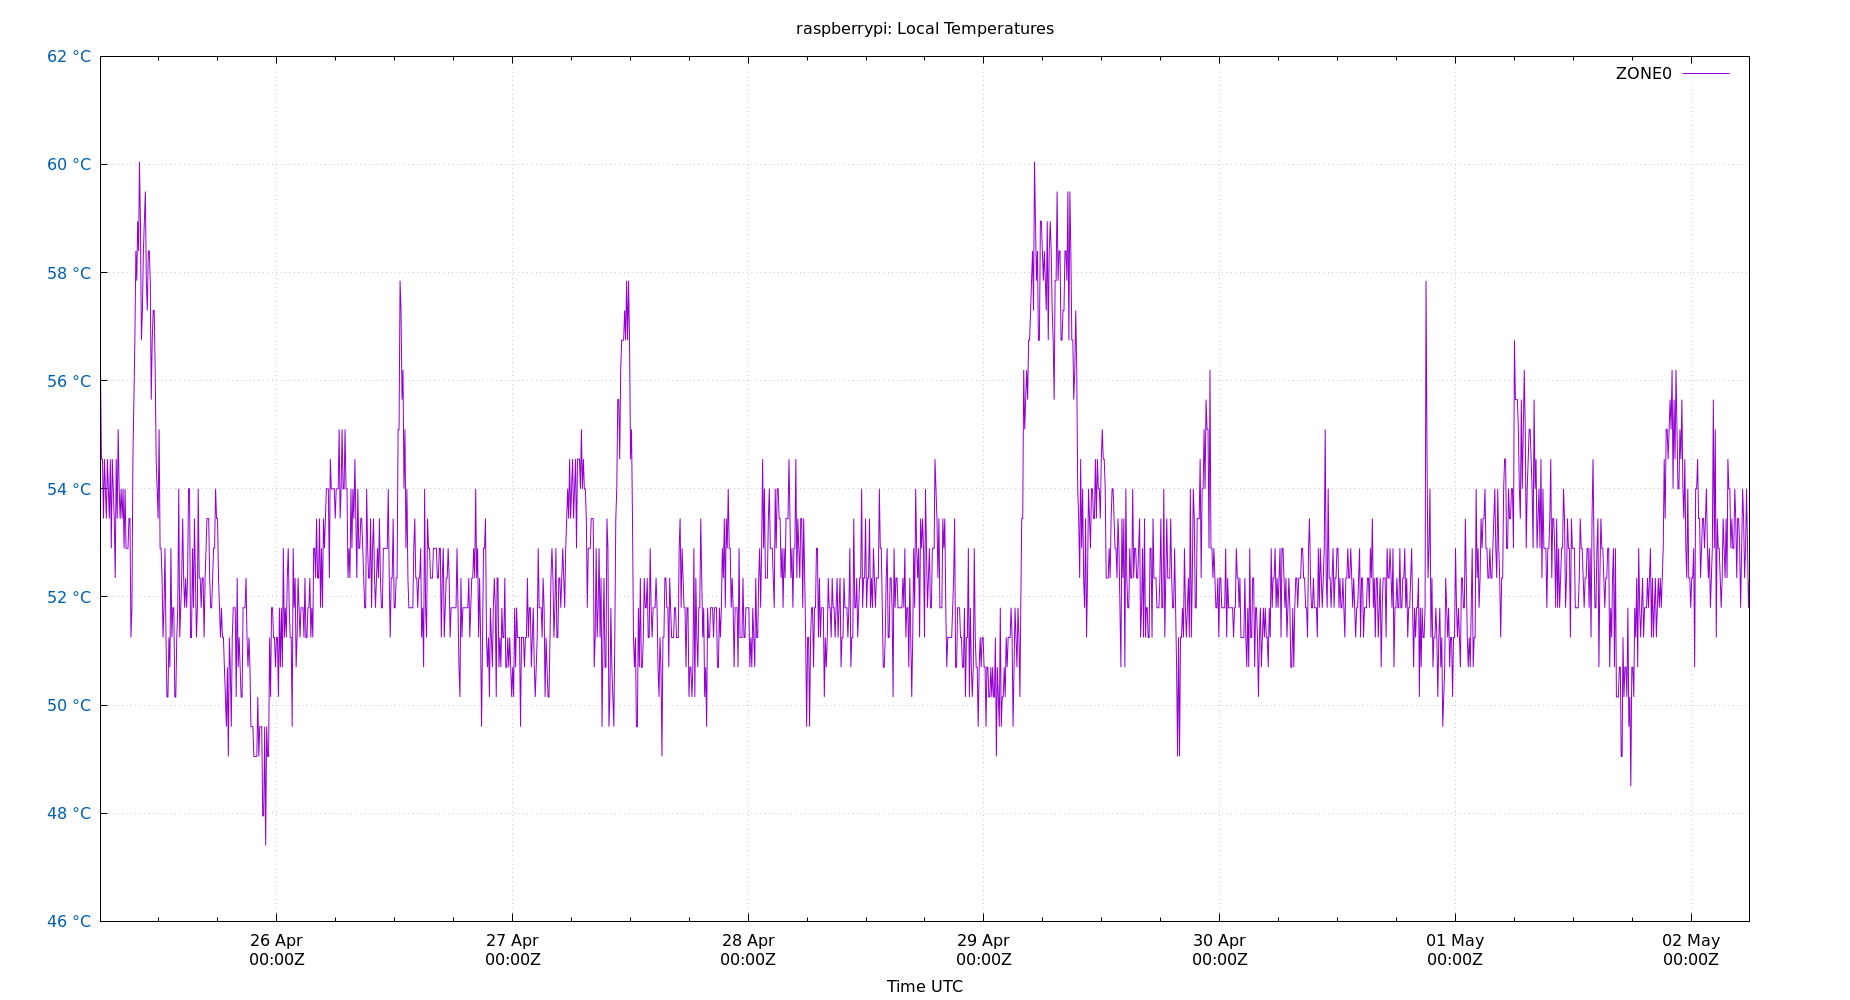 raspberrypi: Local Temperatures
62 °C
ZONE0
60 °C
58 °C
56 °C
54 °C
52 °C
50 °C
48 °C
46 °C
26 Apr 27 Apr 28 Apr 29 Apr 30 Apr 01 May 02 May
00:00Z 00:00Z 00:00Z 00:00Z 00:00Z 00:00Z 00:00Z
Time UTC